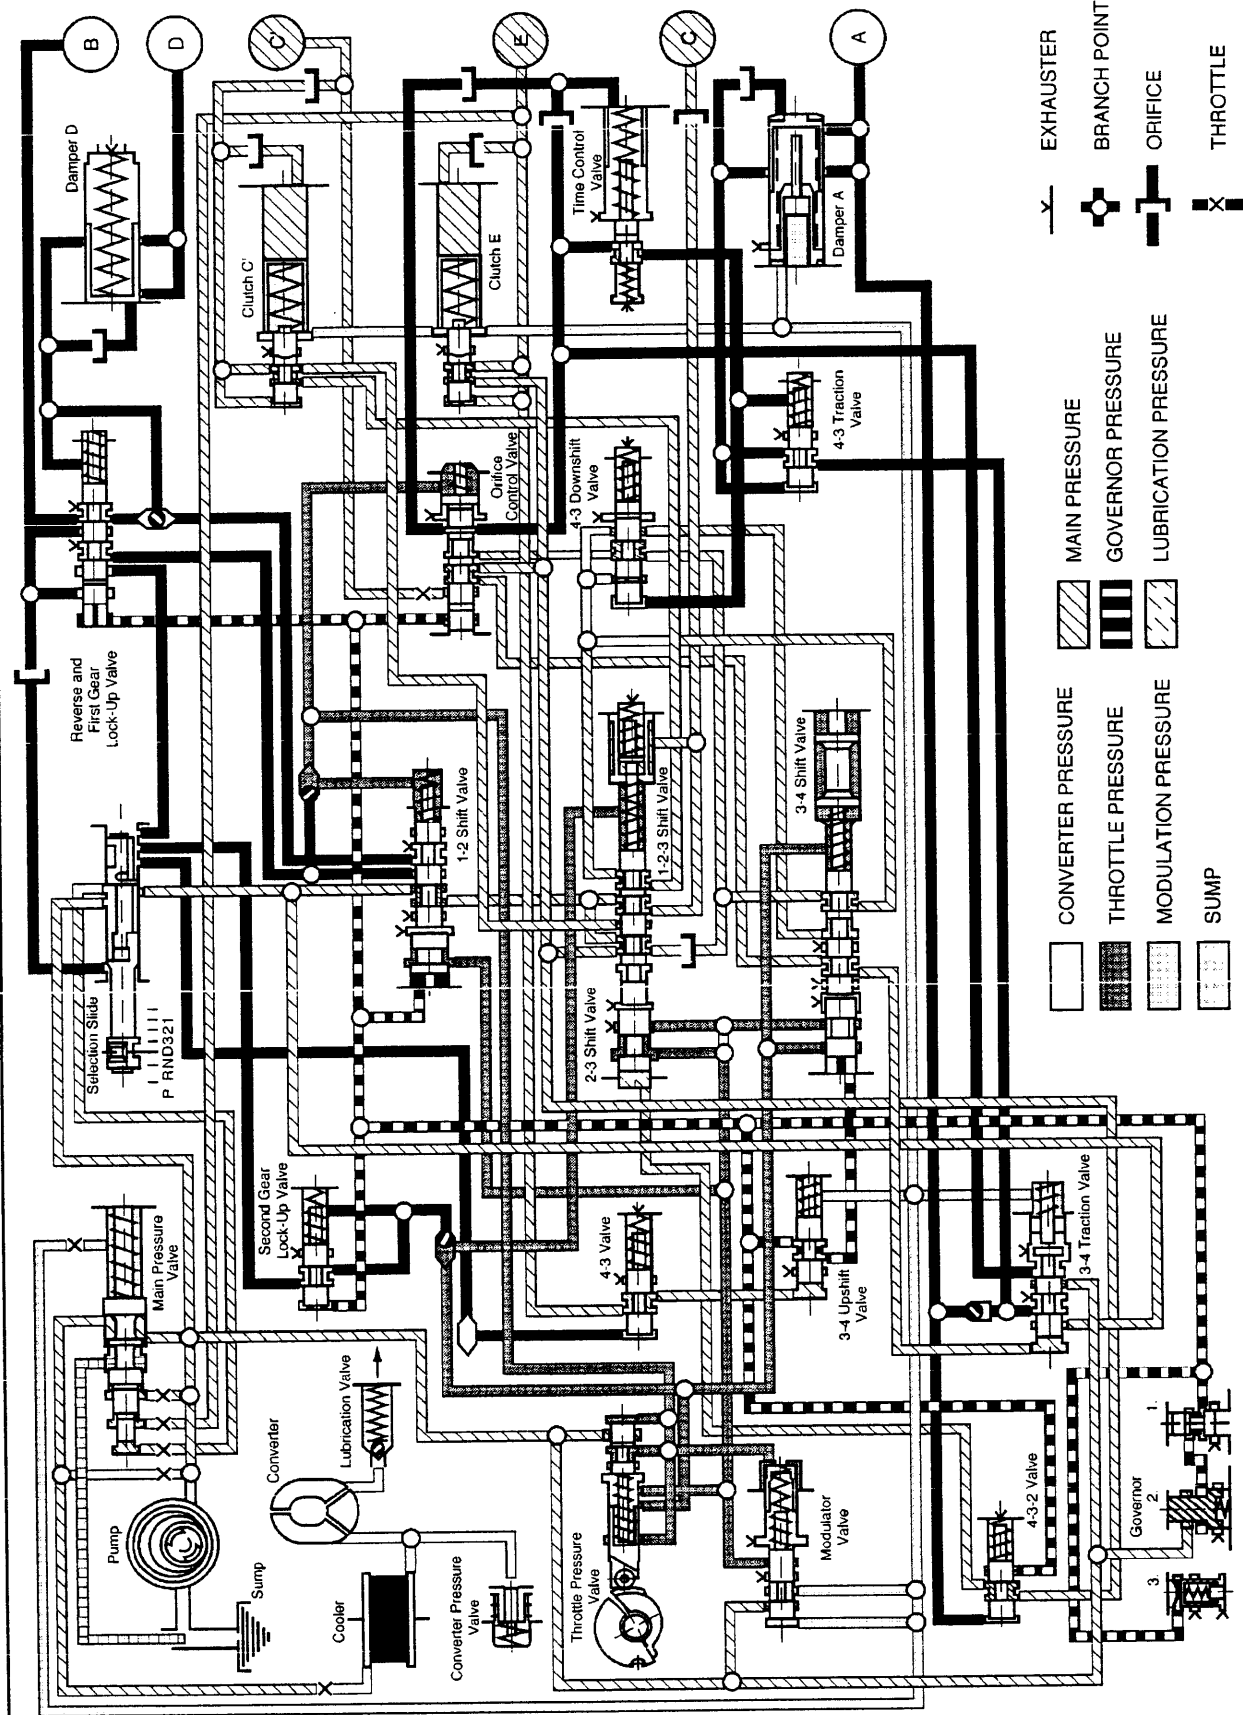 B
D
C'
E
C
A
Damper D
Clutch C'
Clutch E
Time Control
Valve
Damper A
4-3 Traction
Valve
Orifice
Control Valve
4-3 Downshift
Valve
Reverse and
First Gear
Lock-Up Valve
Selection Slide
P RND321
1-2 Shift Valve
1-2-3 Shift Valve
3-4 Shift Valve
2-3 Shift Valve
Main Pressure
Valve
Second Gear
Lock-Up Valve
4-3 Valve
3-4 Upshift
Valve
3-4 Traction Valve
Pump
Sump
Converter
Lubrication Valve
Cooler
Converter Pressure
Valve
Throttle Pressure
Valve
Modulator
Valve
4-3-2 Valve
Governor
1.
2.
3.
CONVERTER PRESSURE
THROTTLE PRESSURE
MODULATION PRESSURE
SUMP
MAIN PRESSURE
GOVERNOR PRESSURE
LUBRICATION PRESSURE
EXHAUSTER
BRANCH POINT
ORIFICE
THROTTLE